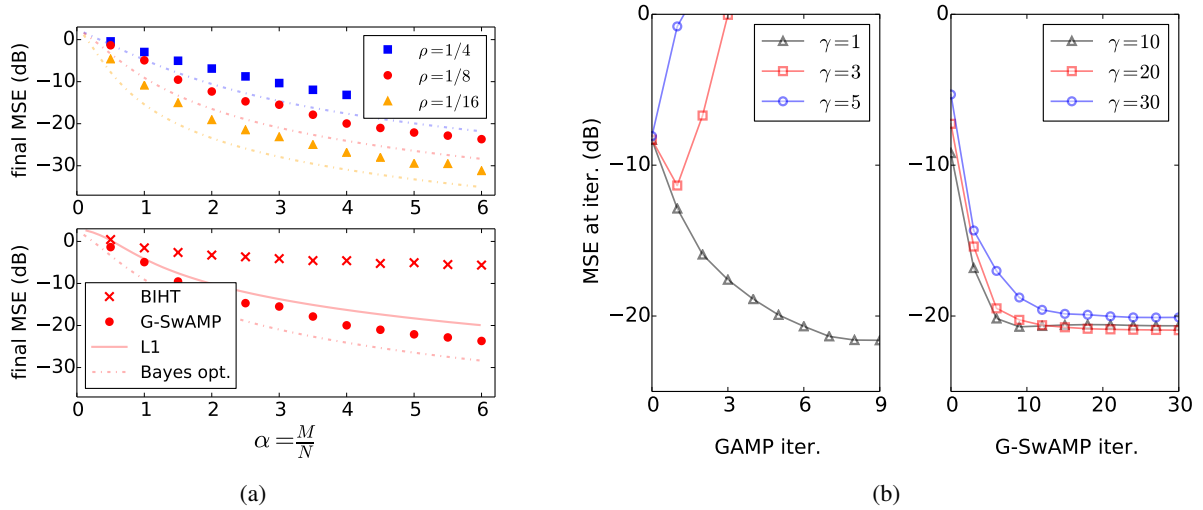 final MSE (dB)
0
−10
−20
−30
0 1 2 3 4 5 6
ρ=1/4
ρ=1/8
ρ=1/16
final MSE (dB)
0
−10
−20
−30
0 1 2 3 4 5 6
BIHT
G-SwAMP
L1
Bayes opt.
α=M/N
(a)
MSE at iter. (dB)
0
−10
−20
0 3 6 9
GAMP iter.
γ=1
γ=3
γ=5
0
−10
−20
0 10 20 30
G-SwAMP iter.
γ=10
γ=20
γ=30
(b)